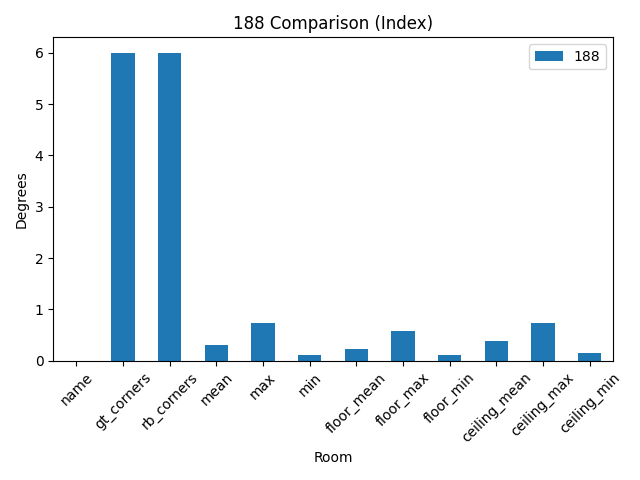 188 Comparison (Index)
188
Degrees
6
5
4
3
2
1
0
name
gt_corners
rb_corners
mean
max
min
floor_mean
floor_max
floor_min
ceiling_mean
ceiling_max
ceiling_min
Room